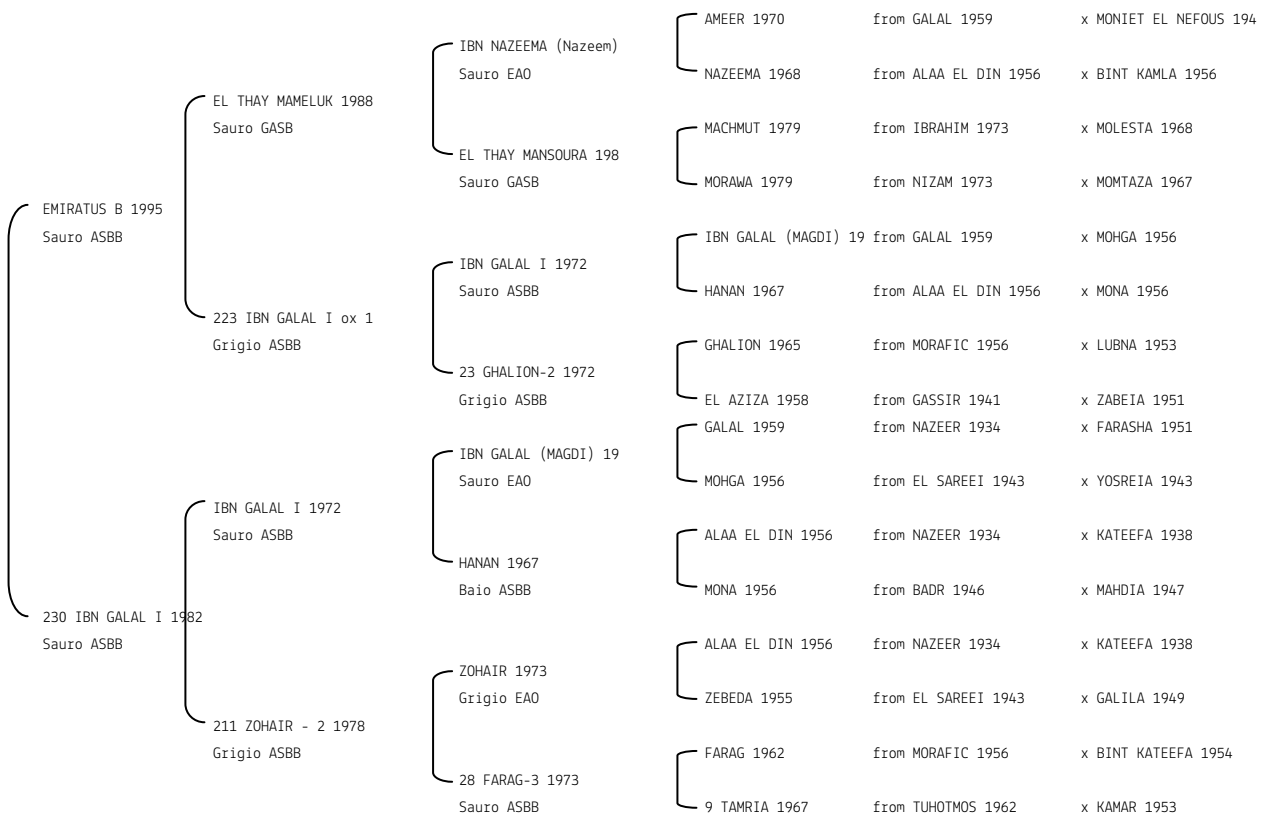 AMEER 1970 from GALAL 1959 x MONIET EL NEFOUS 194
IBN NAZEEMA (Nazeem)
Sauro EAO
NAZEEMA 1968 from ALAA EL DIN 1956 x BINT KAMLA 1956
EL THAY MAMELUK 1988
Sauro GASB
MACHMUT 1979 from IBRAHIM 1973 x MOLESTA 1968
EL THAY MANSOURA 198
Sauro GASB
MORAWA 1979 from NIZAM 1973 x MOMTAZA 1967
EMIRATUS B 1995
Sauro ASBB
IBN GALAL (MAGDI) 19 from GALAL 1959 x MOHGA 1956
IBN GALAL I 1972
Sauro ASBB
HANAN 1967 from ALAA EL DIN 1956 x MONA 1956
223 IBN GALAL I ox 1
Grigio ASBB
GHALION 1965 from MORAFIC 1956 x LUBNA 1953
23 GHALION-2 1972
Grigio ASBB
EL AZIZA 1958 from GASSIR 1941 x ZABEIA 1951
GALAL 1959 from NAZEER 1934 x FARASHA 1951
IBN GALAL (MAGDI) 19
Sauro EAO
MOHGA 1956 from EL SAREEI 1943 x YOSREIA 1943
IBN GALAL I 1972
Sauro ASBB
ALAA EL DIN 1956 from NAZEER 1934 x KATEEFA 1938
HANAN 1967
Baio ASBB
MONA 1956 from BADR 1946 x MAHDIA 1947
230 IBN GALAL I 1982
Sauro ASBB
ALAA EL DIN 1956 from NAZEER 1934 x KATEEFA 1938
ZOHAIR 1973
Grigio EAO
ZEBEDA 1955 from EL SAREEI 1943 x GALILA 1949
211 ZOHAIR - 2 1978
Grigio ASBB
FARAG 1962 from MORAFIC 1956 x BINT KATEEFA 1954
28 FARAG-3 1973
Sauro ASBB
9 TAMRIA 1967 from TUHOTMOS 1962 x KAMAR 1953